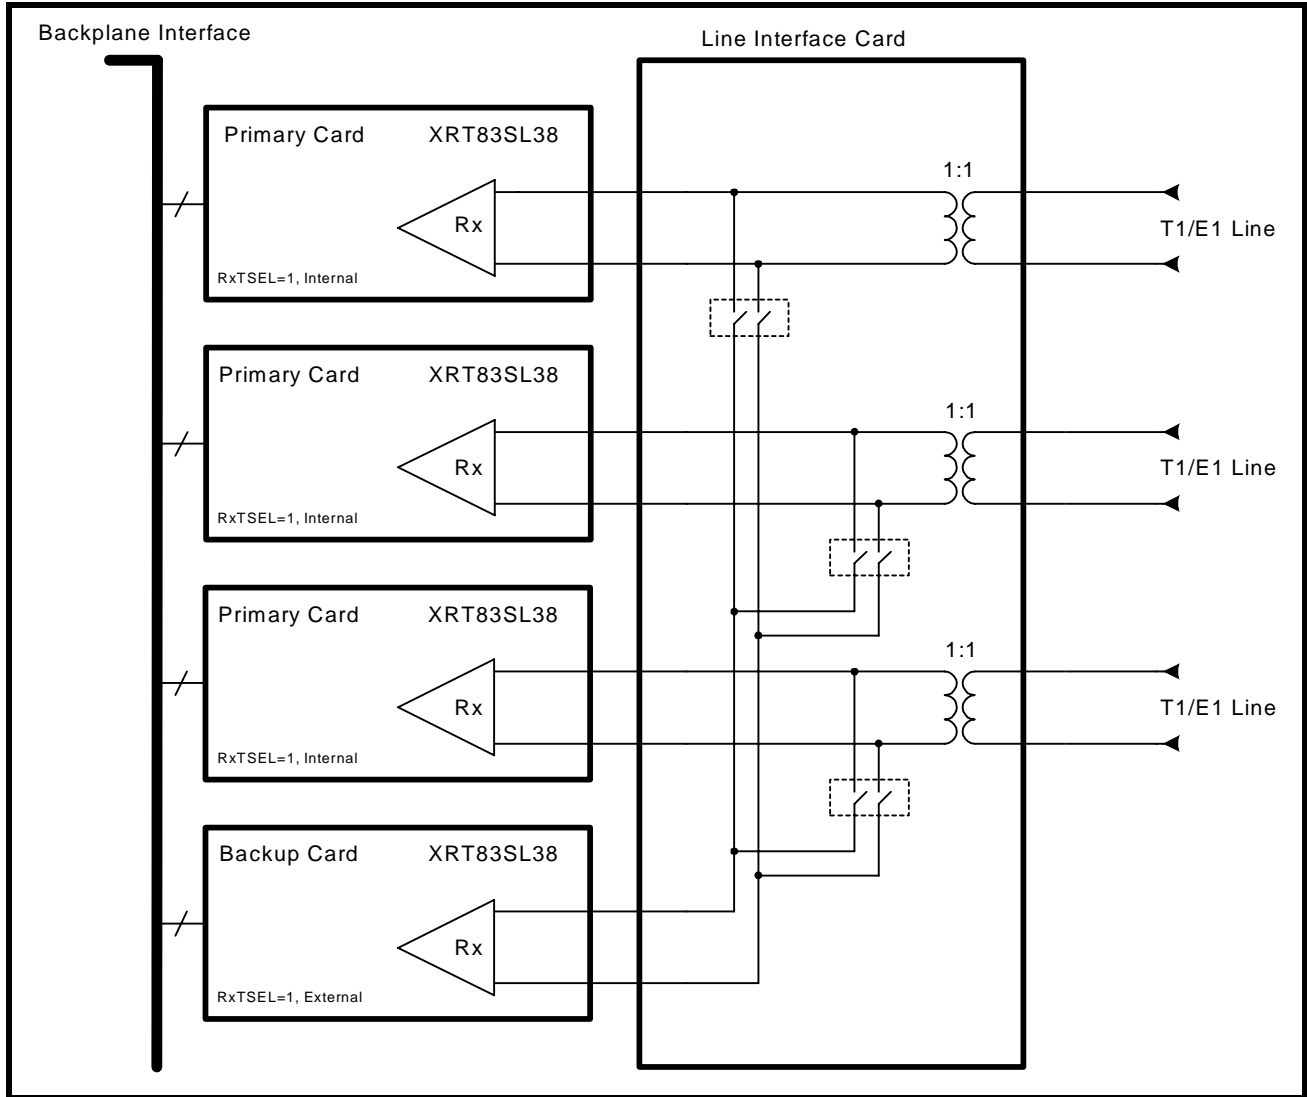 Backplane Interface
Line Interface Card
Primary Card XRT83SL38
1:1
Rx
T1/E1 Line
RxTSEL=1, Internal
Primary Card XRT83SL38
1:1
Rx
T1/E1 Line
RxTSEL=1, Internal
Primary Card XRT83SL38
1:1
Rx
T1/E1 Line
RxTSEL=1, Internal
Backup Card XRT83SL38
Rx
RxTSEL=1, External